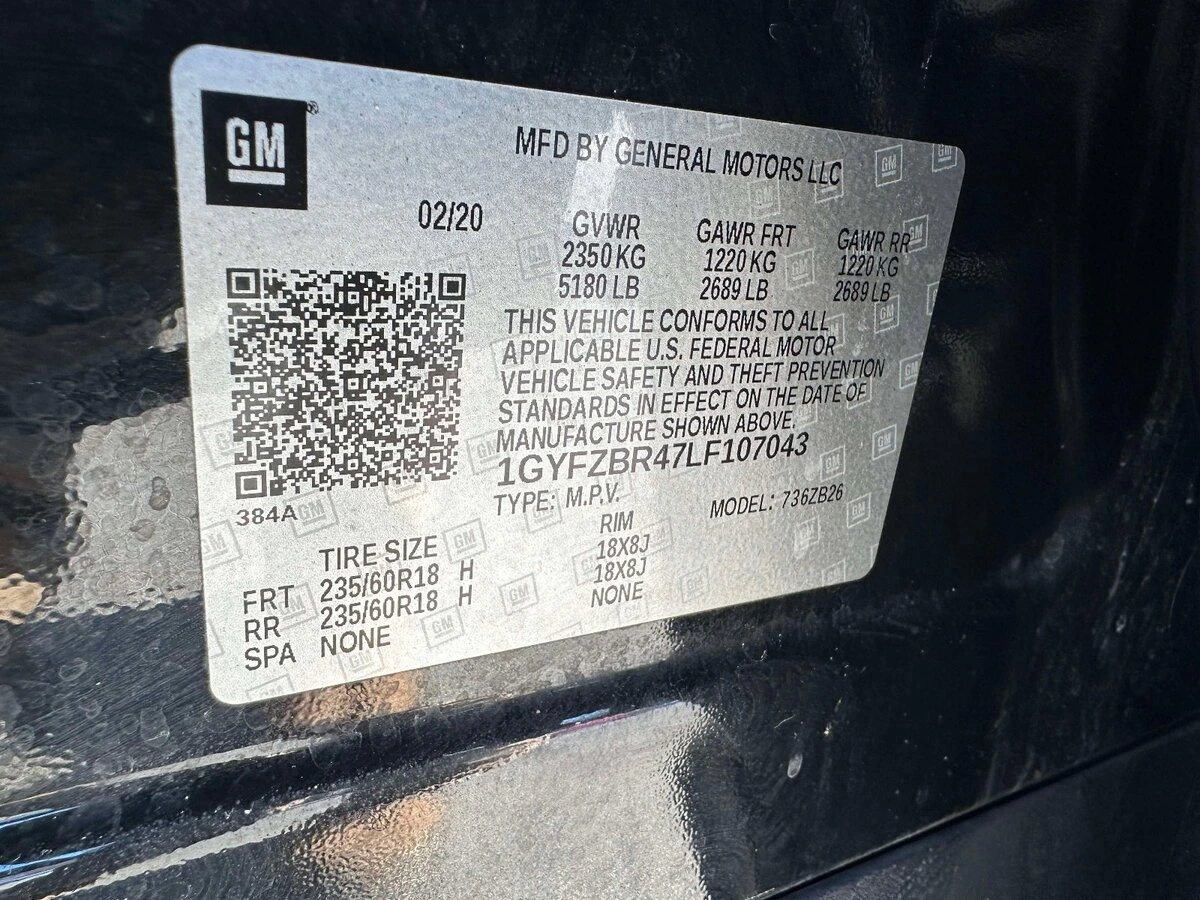 GM
MFD BY GENERAL MOTORS LLC
02/20
GVWR GAWR FRT GAWR RR
2350 KG 1220 KG 1220 KG
5180 LB 2689 LB 2689 LB
THIS VEHICLE CONFORMS TO ALL
APPLICABLE U.S. FEDERAL MOTOR
VEHICLE SAFETY AND THEFT PREVENTION
STANDARDS IN EFFECT ON THE DATE OF
MANUFACTURE SHOWN ABOVE.
1GYFZBR47LF107043
TYPE: M.P.V. MODEL: 736ZB26
384A
TIRE SIZE RIM
FRT 235/60R18 H 18X8J
RR 235/60R18 H 18X8J
SPA NONE NONE